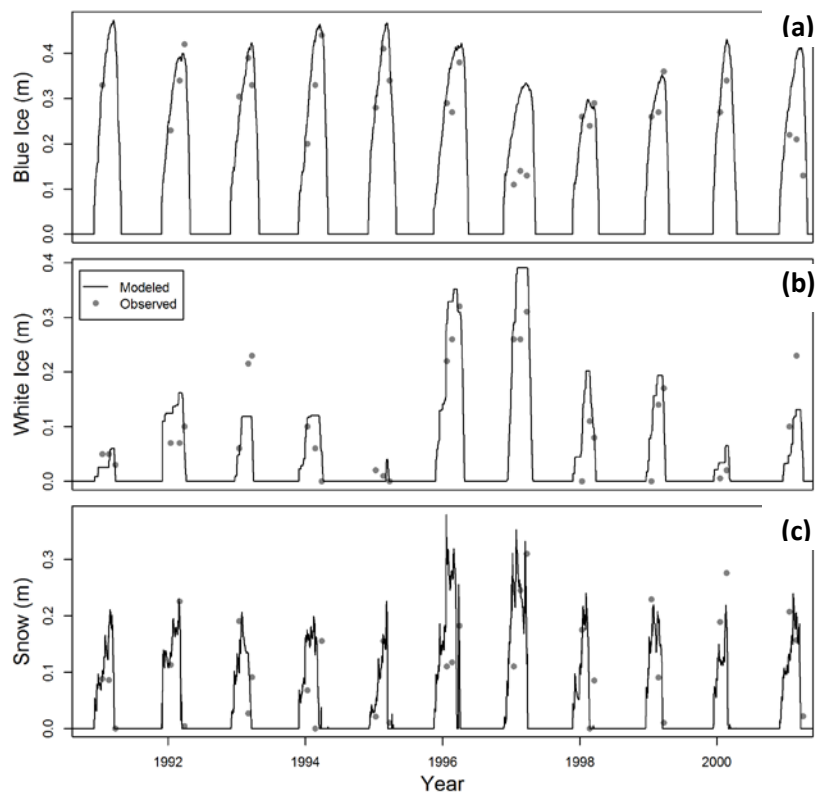 (a)
Blue Ice (m)
0.4
0.3
0.2
0.1
0.0
(b)
White Ice (m)
0.4
0.3
0.2
0.1
0.0
Modeled
Observed
(c)
Snow (m)
0.3
0.2
0.1
0.0
1992 1994 1996 1998 2000
Year